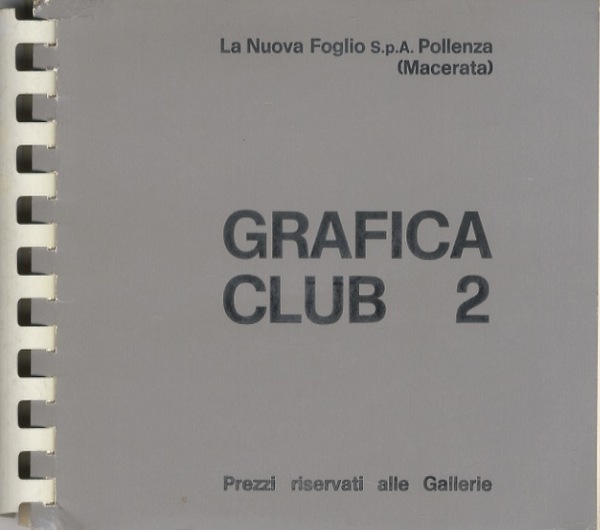 La Nuova Foglio S.p.A. Pollenza
(Macerata)
GRAFICA
CLUB 2
Prezzi riservati alle Gallerie